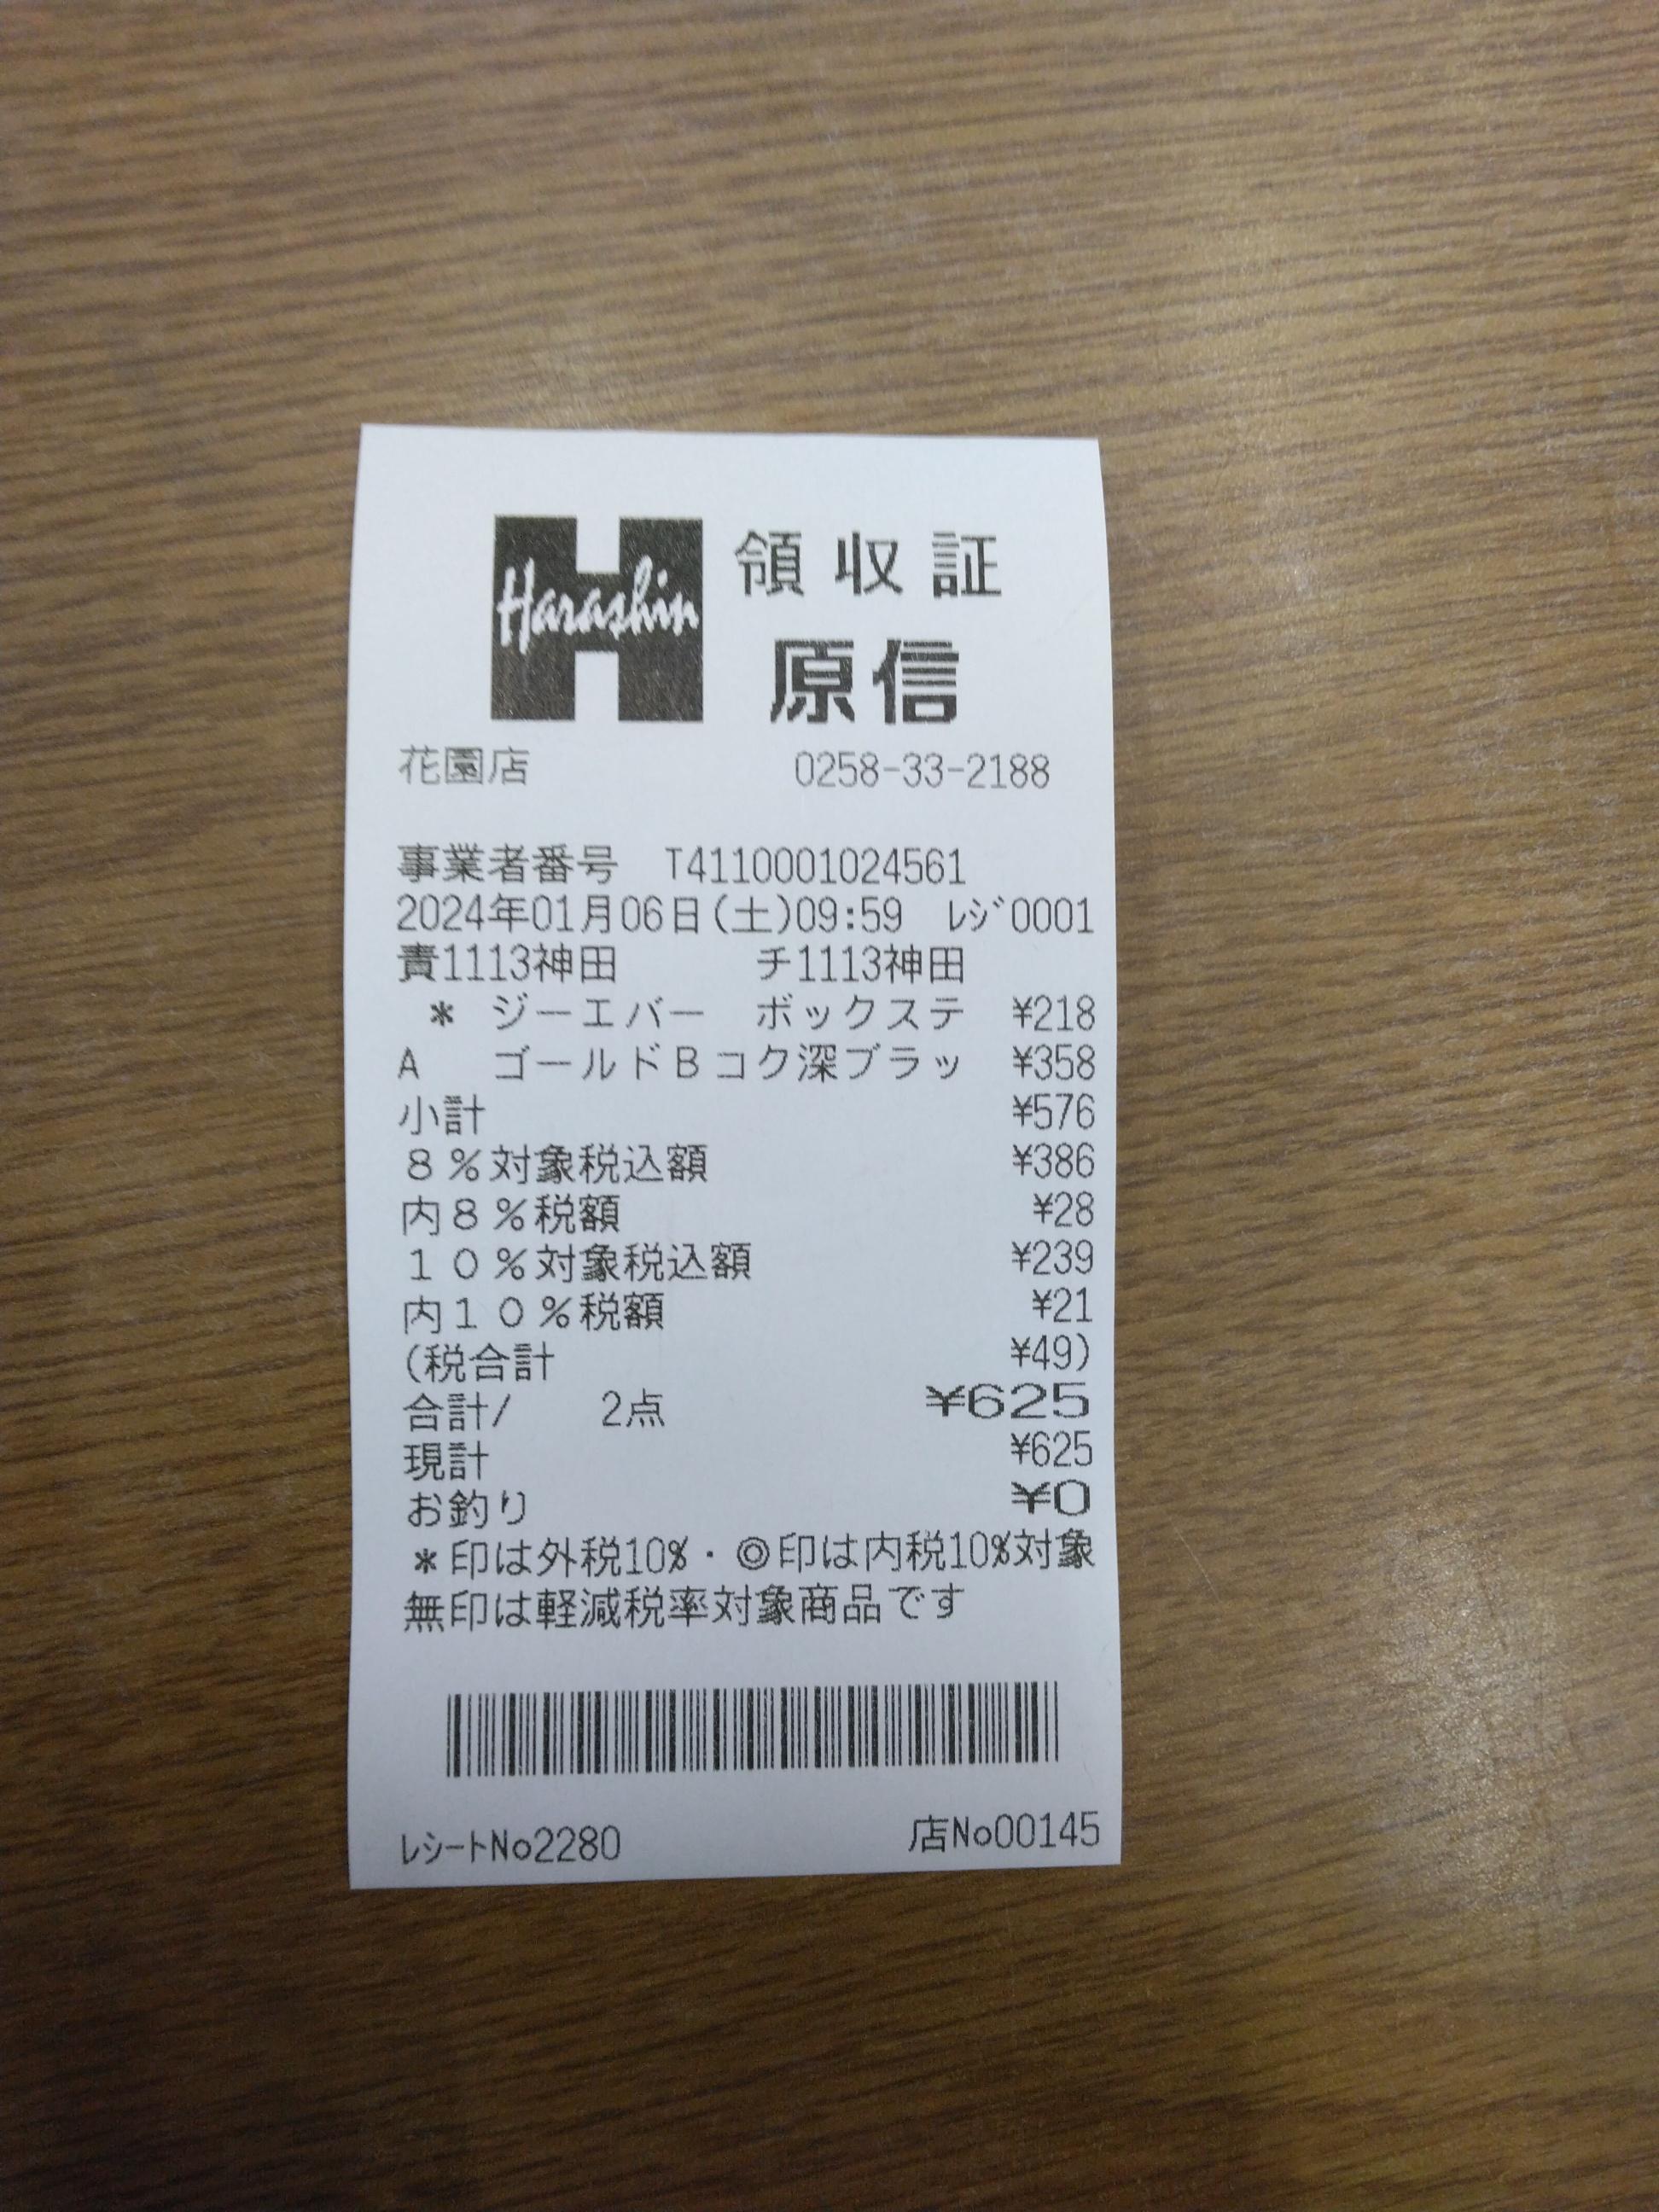 Harashin
領収証
原信
花園店 0258-33-2188
事業者番号 T4110001024561
2024年01月06日(土)09:59 ﾚｼﾞ0001
責1113神田 チ1113神田
* ジーエバー ボックステ ¥218
A ゴールドBコク深ブラッ ¥358
小計 ¥576
8%対象税込額 ¥386
内8%税額 ¥28
10%対象税込額 ¥239
内10%税額 ¥21
(税合計 ¥49)
合計/ 2点 ¥625
現計 ¥625
お釣り ¥0
*印は外税10%・◎印は内税10%対象
無印は軽減税率対象商品です
ﾚｼｰﾄNo2280 店No00145